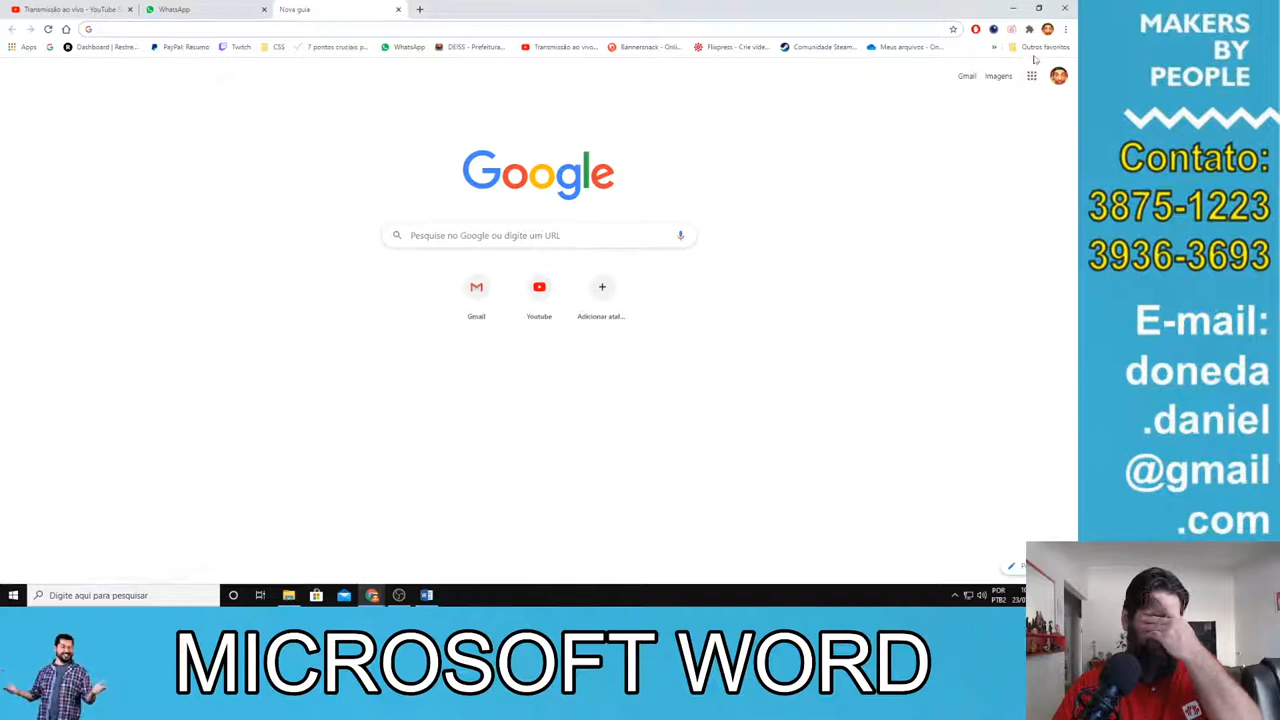 Transmissão ao vivo - YouTube S
WhatsApp
Nova guia
Apps
Dashboard | Restre...
PayPal: Resumo
Twitch
CSS
7 pontos cruciais p...
WhatsApp
DEISS - Prefeitura...
Transmissão ao vivo...
Bannersnack - Onli...
Flixpress - Crie víde...
Comunidade Steam...
Meus arquivos - On...
»
Outros favoritos
Gmail
Imagens
Google
Pesquise no Google ou digite um URL
Gmail
Youtube
Adicionar atal...
Digite aqui para pesquisar
POR
PTB2
MAKERS
BY
PEOPLE
Contato:
3875-1223
3936-3693
E-mail:
doneda
.daniel
@gmail
.com
MICROSOFT WORD